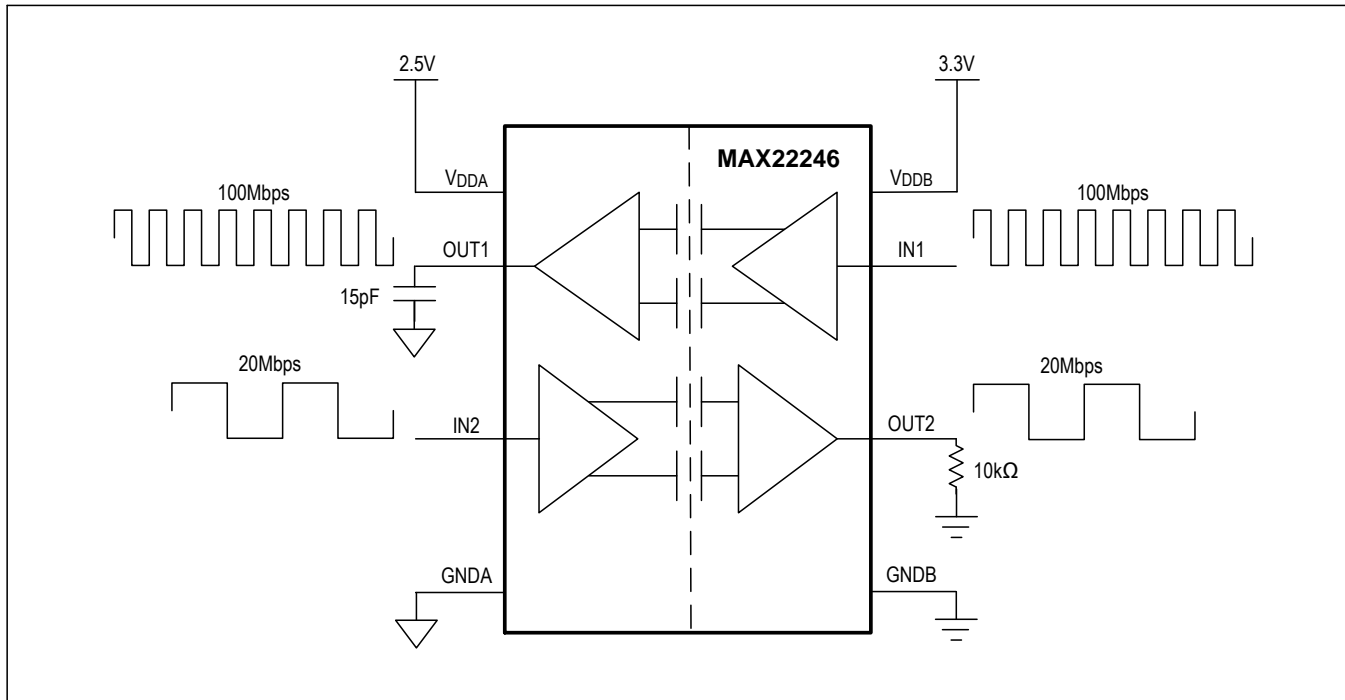 2.5V
3.3V
MAX22246
VDDA
VDDB
100Mbps
100Mbps
OUT1
IN1
15pF
20Mbps
20Mbps
IN2
OUT2
10kΩ
GNDA
GNDB